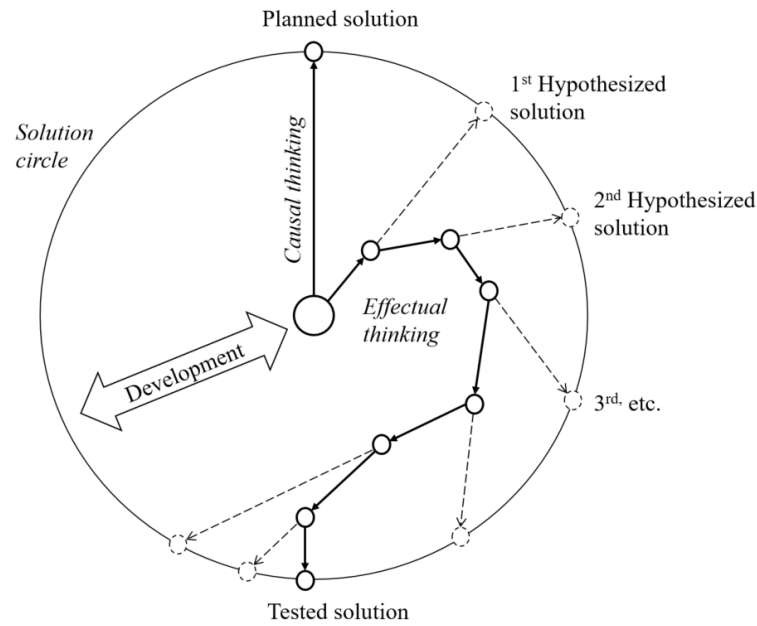 Planned solution
1st Hypothesized
solution
Solution
circle
Causal thinking
2nd Hypothesized
solution
Effectual
thinking
Development
3rd, etc.
Tested solution